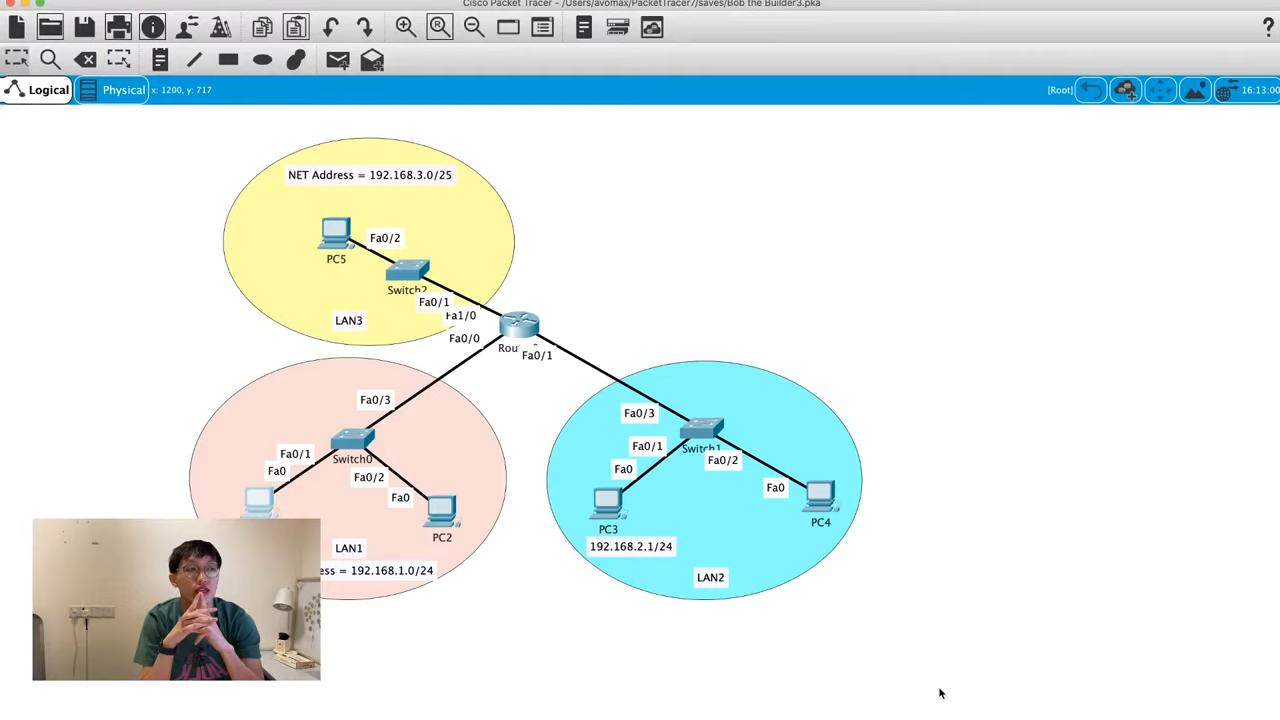 Cisco Packet Tracer - /Users/avomax/PacketTracer7/saves/Bob the Builder3.pka
Logical
Physical
x: 1200, y: 717
[Root]
16:13:00
NET Address = 192.168.3.0/25
Fa0/2
PC5
Switch2
Fa0/1
Fa1/0
LAN3
Fa0/0
Fa0/1
Fa0/3
Fa0/3
Fa0/1
Fa0
Switch0
Fa0/2
Fa0
Fa0/1
Switch1
Fa0/2
Fa0
Fa0
PC2
PC3
PC4
192.168.2.1/24
LAN1
= 192.168.1.0/24
LAN2